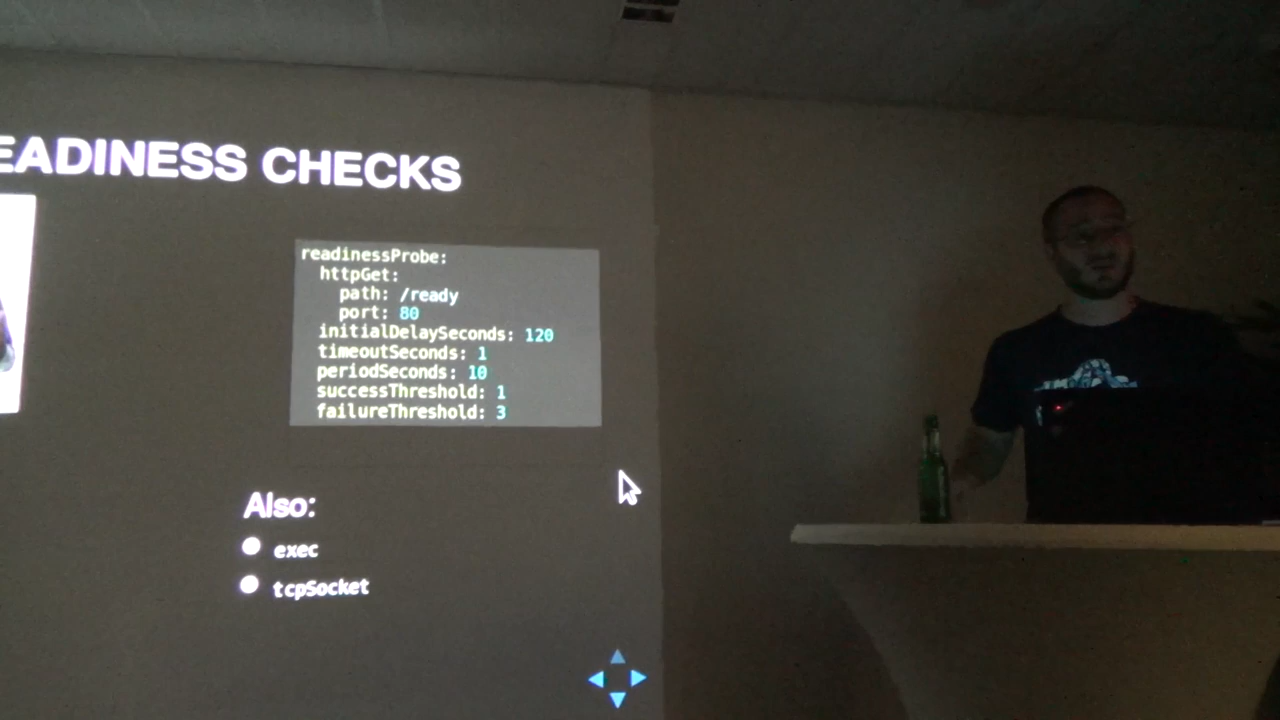 EADINESS CHECKS
readinessProbe:
httpGet:
path: /ready
port: 80
initialDelaySeconds: 120
timeoutSeconds: 1
periodSeconds: 10
successThreshold: 1
failureThreshold: 3
Also:
exec
tcpSocket